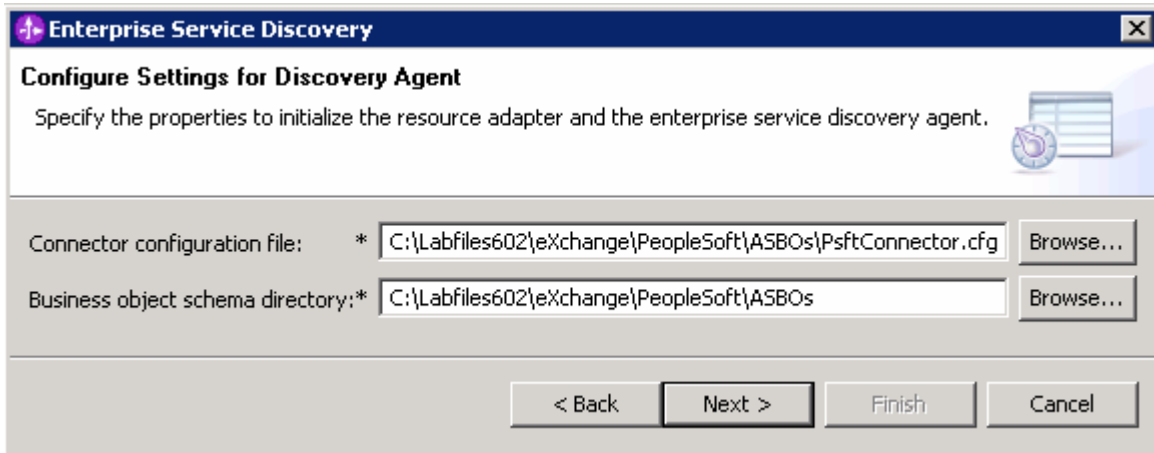 Enterprise Service Discovery
Configure Settings for Discovery Agent
Specify the properties to initialize the resource adapter and the enterprise service discovery agent.
Connector configuration file: * C:\Labfiles602\eXchange\PeopleSoft\ASBOs\PsftConnector.cfg Browse...
Business object schema directory:* C:\Labfiles602\eXchange\PeopleSoft\ASBOs Browse...
< Back Next > Finish Cancel